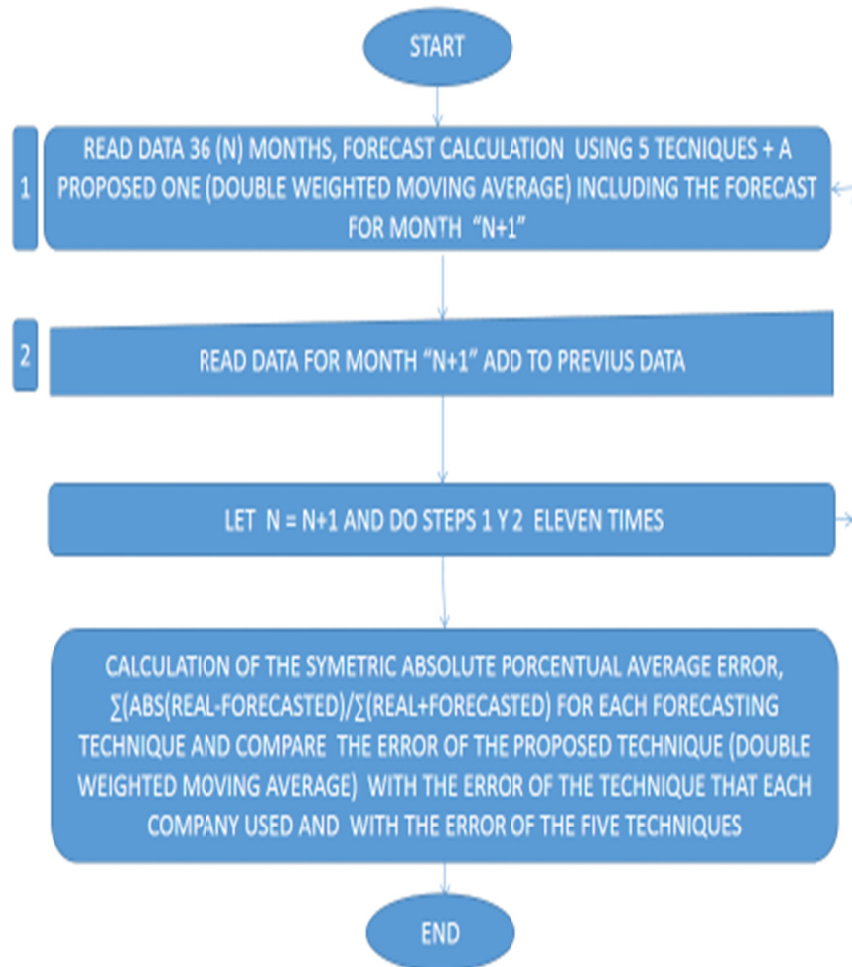 START
1
READ DATA 36 (N) MONTHS, FORECAST CALCULATION USING 5 TECNIQUES + A
PROPOSED ONE (DOUBLE WEIGHTED MOVING AVERAGE) INCLUDING THE FORECAST
FOR MONTH “N+1”
2
READ DATA FOR MONTH “N+1” ADD TO PREVIUS DATA
LET N = N+1 AND DO STEPS 1 Y 2 ELEVEN TIMES
CALCULATION OF THE SYMETRIC ABSOLUTE PORCENTUAL AVERAGE ERROR,
∑(ABS(REAL-FORECASTED)/∑(REAL+FORECASTED) FOR EACH FORECASTING
TECHNIQUE AND COMPARE THE ERROR OF THE PROPOSED TECHNIQUE (DOUBLE
WEIGHTED MOVING AVERAGE) WITH THE ERROR OF THE TECHNIQUE THAT EACH
COMPANY USED AND WITH THE ERROR OF THE FIVE TECHNIQUES
END